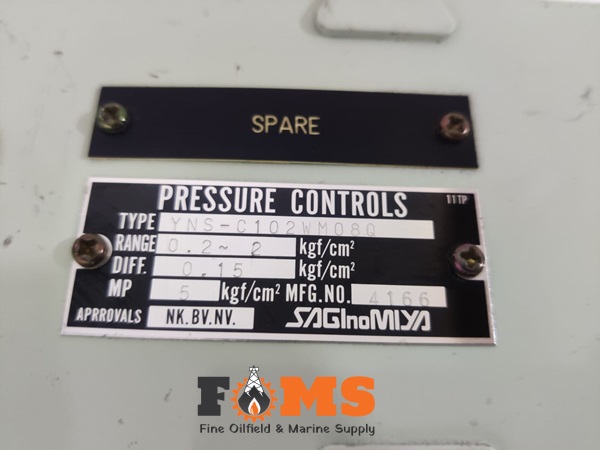 SPARE
PRESSURE CONTROLS 11TP
TYPE YNS-C102WM08Q
RANGE 0.2~ 2 kgf/cm²
DIFF. 0.15 kgf/cm²
MP 5 kgf/cm² MFG.NO. 4166
APRROVALS NK.BV.NV. SAGInoMIYA
FOMS
Fine Oilfield & Marine Supply